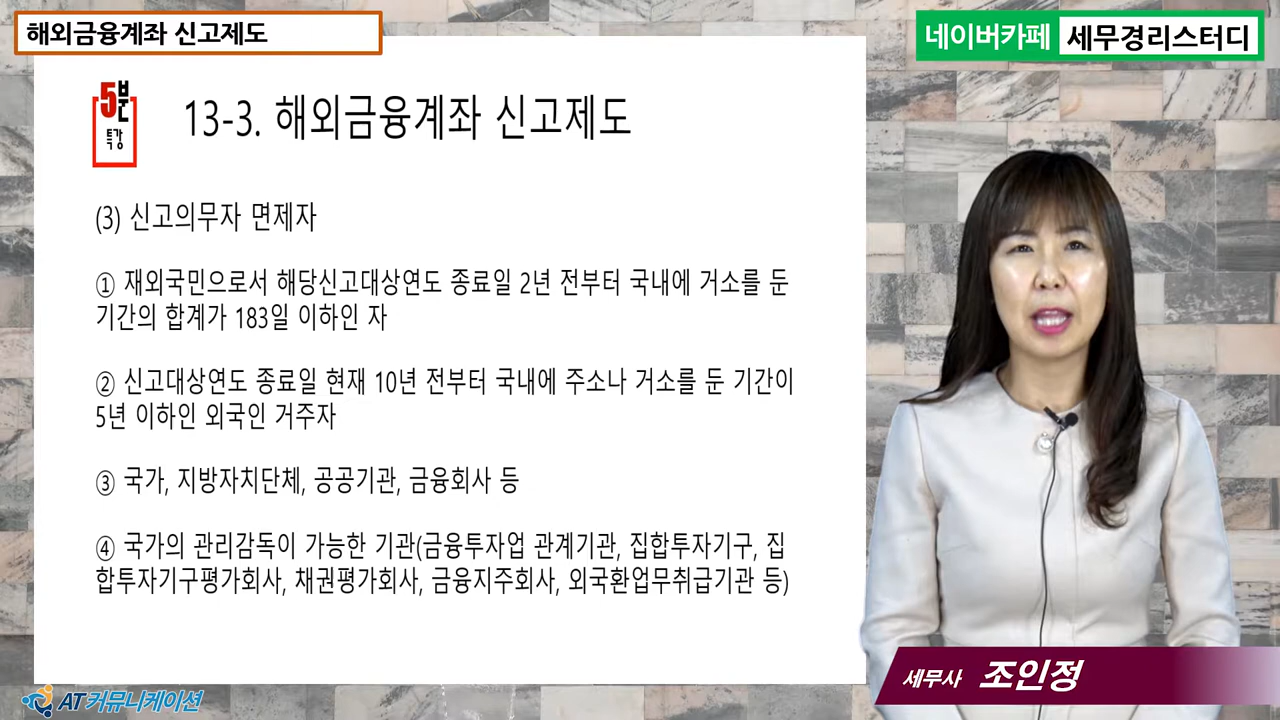 해외금융계좌 신고제도
네이버카페 세무경리스터디
5분
특강
13-3. 해외금융계좌 신고제도
(3) 신고의무자 면제자
① 재외국민으로서 해당신고대상연도 종료일 2년 전부터 국내에 거소를 둔
기간의 합계가 183일 이하인 자
② 신고대상연도 종료일 현재 10년 전부터 국내에 주소나 거소를 둔 기간이
5년 이하인 외국인 거주자
③ 국가, 지방자치단체, 공공기관, 금융회사 등
④ 국가의 관리감독이 가능한 기관(금융투자업 관계기관, 집합투자기구, 집
합투자기구평가회사, 채권평가회사, 금융지주회사, 외국환업무취급기관 등)
세무사 조인정
AT커뮤니케이션